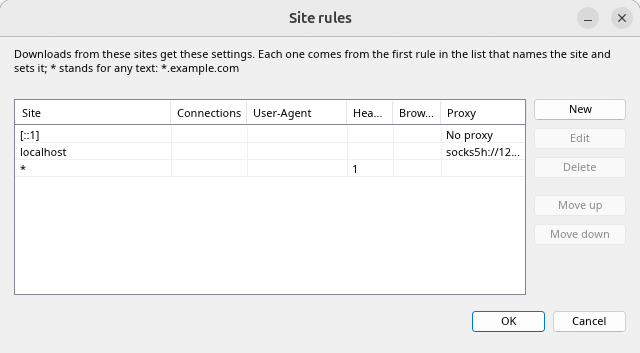 Site rules
Downloads from these sites get these settings. Each one comes from the first rule in the list that names the site and
sets it; * stands for any text: *.example.com
Site Connections User-Agent Hea... Brow... Proxy
[::1] No proxy
localhost socks5h://12...
* 1
New
Edit
Delete
Move up
Move down
OK Cancel